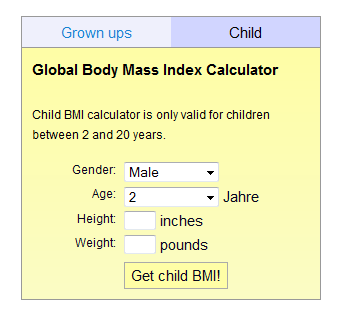 Grown ups Child
Global Body Mass Index Calculator
Child BMI calculator is only valid for children
between 2 and 20 years.
Gender: Male
Age: 2 Jahre
Height: inches
Weight: pounds
Get child BMI!